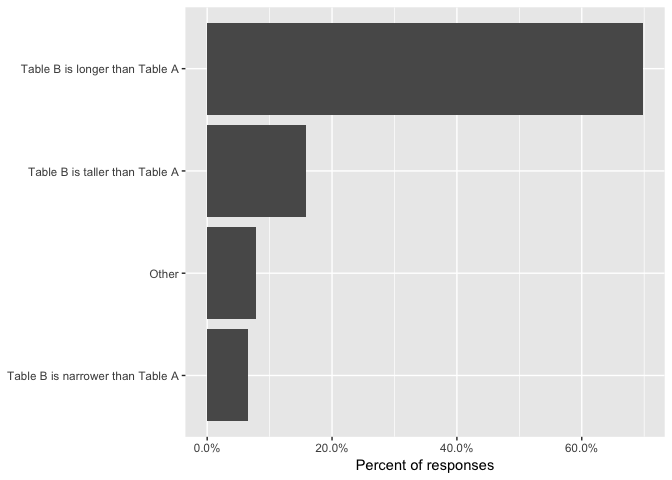 Table B is longer than Table A
Table B is taller than Table A
Other
Table B is narrower than Table A
0.0% 20.0% 40.0% 60.0%
Percent of responses